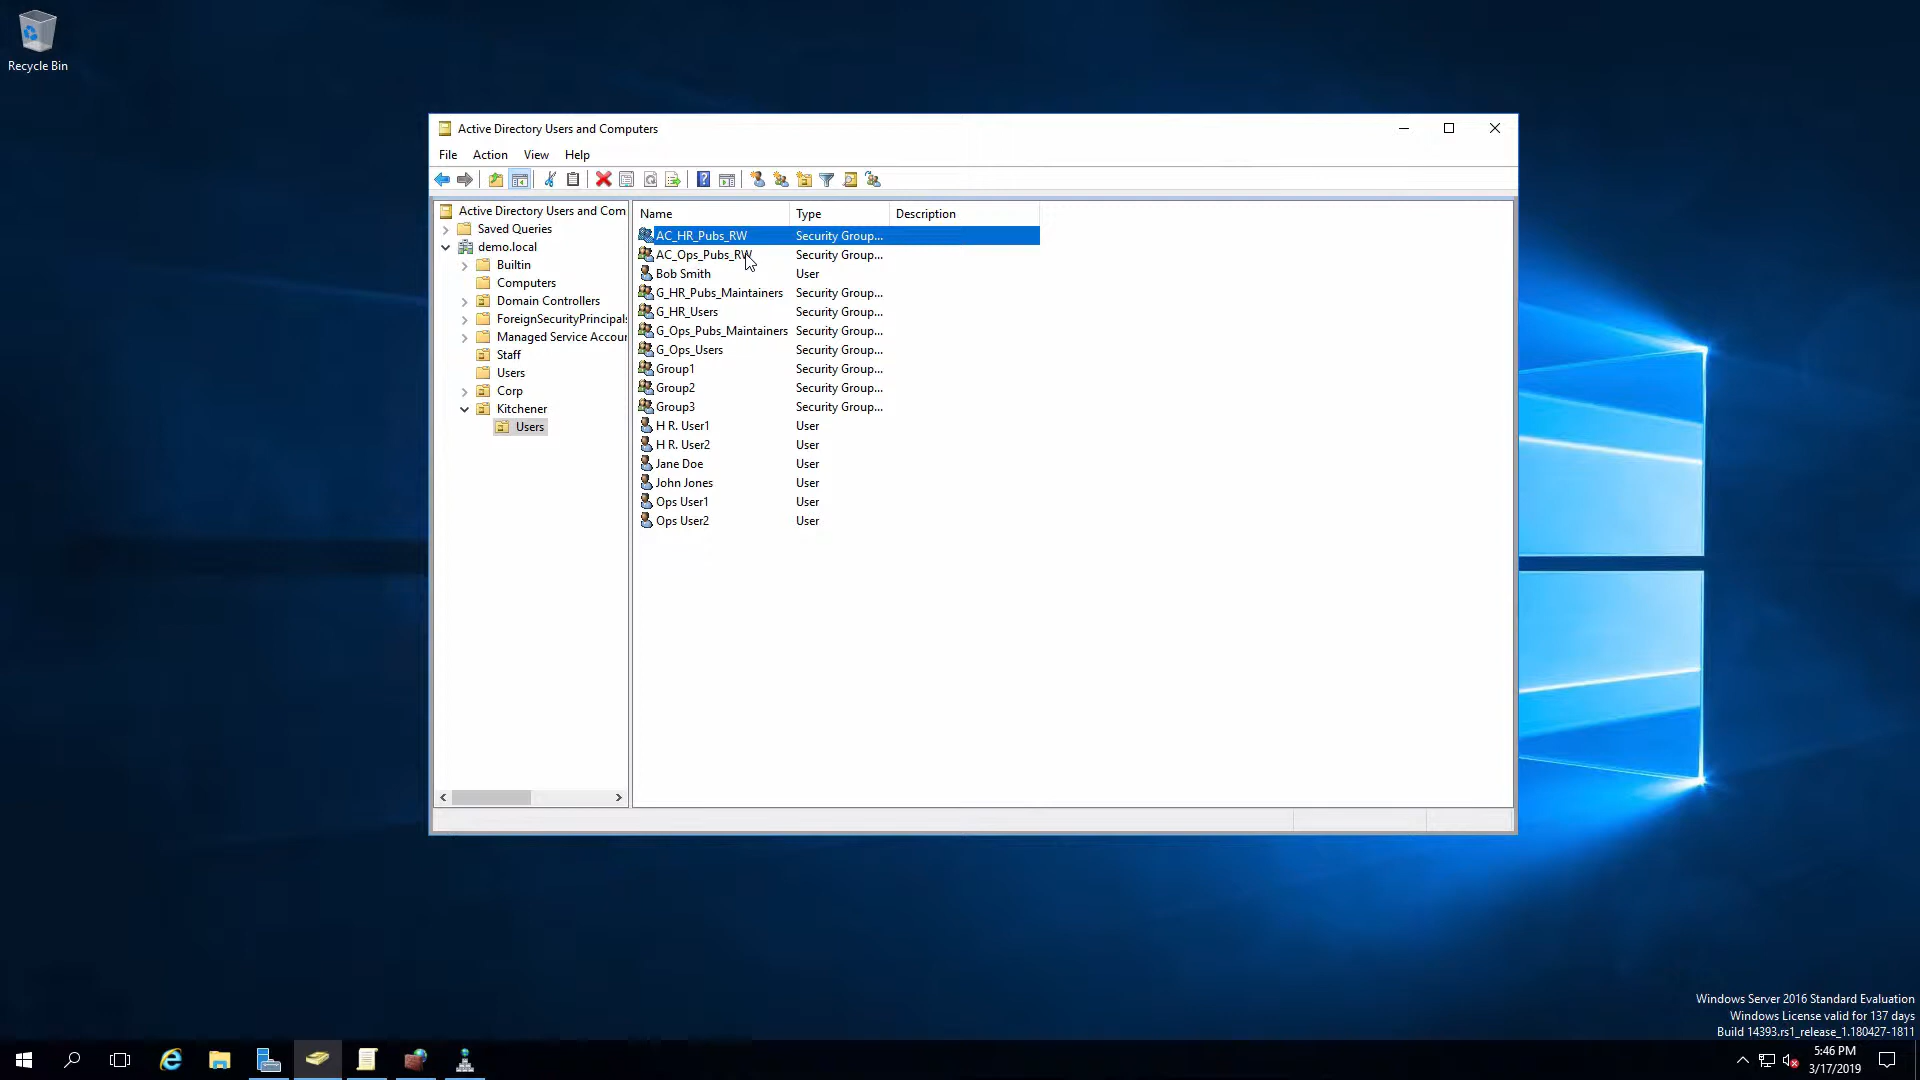 Recycle Bin
Active Directory Users and Computers
File Action View Help
Active Directory Users and Com
Saved Queries
demo.local
Builtin
Computers
Domain Controllers
ForeignSecurityPrincipals
Managed Service Accour
Staff
Users
Corp
Kitchener
Users
Name Type Description
AC_HR_Pubs_RW Security Group...
AC_Ops_Pubs_RW Security Group...
Bob Smith User
G_HR_Pubs_Maintainers Security Group...
G_HR_Users Security Group...
G_Ops_Pubs_Maintainers Security Group...
G_Ops_Users Security Group...
Group1 Security Group...
Group2 Security Group...
Group3 Security Group...
H R. User1 User
H R. User2 User
Jane Doe User
John Jones User
Ops User1 User
Ops User2 User
Windows Server 2016 Standard Evaluation
Windows License valid for 137 days
Build 14393.rs1_release_1.180427-1811
5:46 PM
3/17/2019